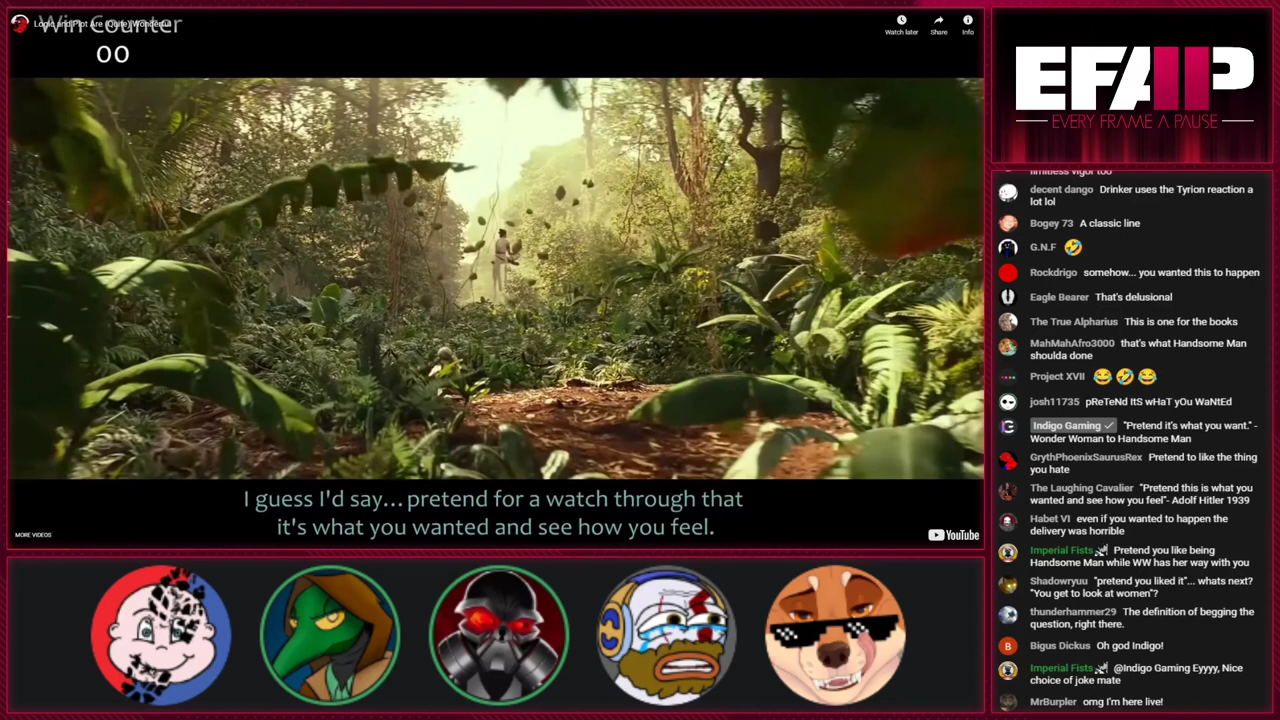 Win Counter
Logic and Plot Are (Quite) Wonderful
00
Watch later
Share
Info
I guess I'd say... pretend for a watch through that
it's what you wanted and see how you feel.
MORE VIDEOS
YouTube
EFAP
EVERY FRAME A PAUSE
limitless vigor too
decent dango Drinker uses the Tyrion reaction a
lot lol
Bogey 73 A classic line
G.N.F 🤣
Rockdrigo somehow... you wanted this to happen
Eagle Bearer That's delusional
The True Alpharius This is one for the books
MahMahAfro3000 that's what Handsome Man
shoulda done
Project XVII 😂 🤣 😂
josh11735 pReTeNd ItS wHaT yOu WaNtEd
Indigo Gaming ✓ "Pretend it's what you want." -
Wonder Woman to Handsome Man
GrythPhoenixSaurusRex Pretend to like the thing
you hate
The Laughing Cavalier "Pretend this is what you
wanted and see how you feel"- Adolf Hitler 1939
Habet VI even if you wanted to happen the
delivery was horrible
Imperial Fists Pretend you like being
Handsome Man while WW has her way with you
Shadowryuu "pretend you liked it"... whats next?
"You get to look at women"?
thunderhammer29 The definition of begging the
question, right there.
B
Bigus Dickus Oh god Indigo!
Imperial Fists @Indigo Gaming Eyyyy, Nice
choice of joke mate
MrBurpler omg I'm here live!